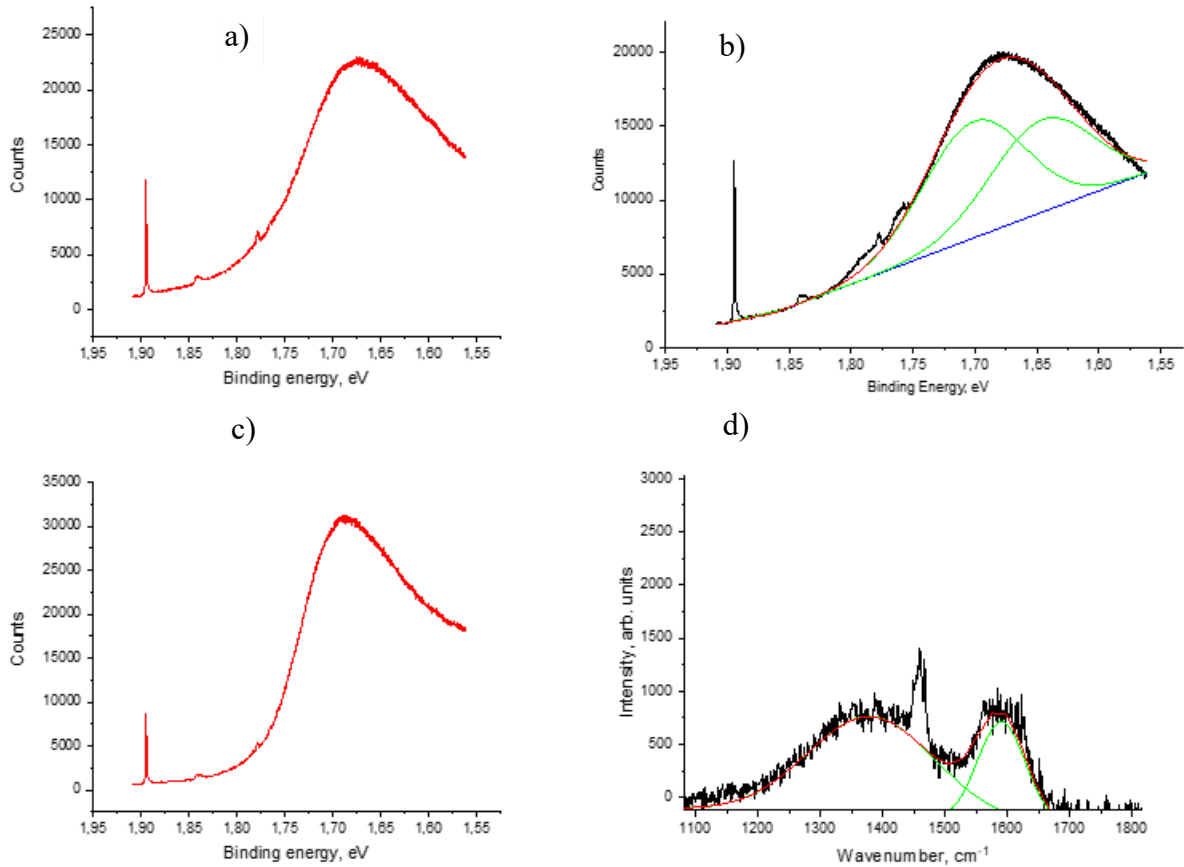 a)
25000
20000
15000
10000
5000
0
Counts
1,95 1,90 1,85 1,80 1,75 1,70 1,65 1,60 1,55
Binding energy, eV
b)
20000
15000
10000
5000
0
Counts
1,95 1,90 1,85 1,80 1,75 1,70 1,65 1,60 1,55
Binding Energy, eV
c)
35000
30000
25000
20000
15000
10000
5000
0
Counts
1,95 1,90 1,85 1,80 1,75 1,70 1,65 1,60 1,55
Binding energy, eV
d)
3000
2500
2000
1500
1000
500
0
Intensity, arb. units
1100 1200 1300 1400 1500 1600 1700 1800
Wavenumber, cm⁻¹